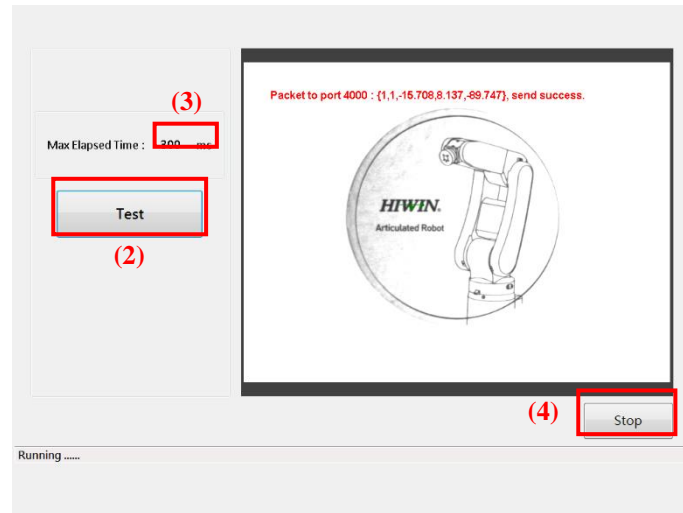 Packet to port 4000 : {1,1,-15.708,8.137,-89.747}, send success.
(3)
Max Elapsed Time : 300 ms
Test
(2)
HIWIN.
Articulated Robot
(4)
Stop
Running ......